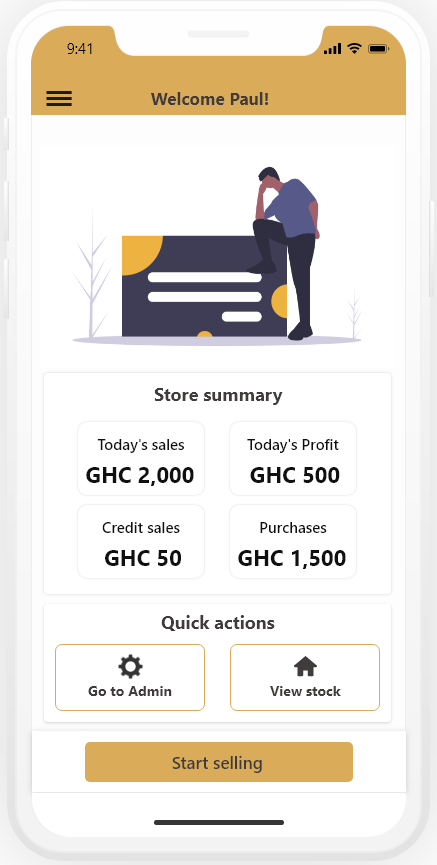 9:41
Welcome Paul!
Store summary
Today's sales
GHC 2,000
Today's Profit
GHC 500
Credit sales
GHC 50
Purchases
GHC 1,500
Quick actions
Go to Admin
View stock
Start selling